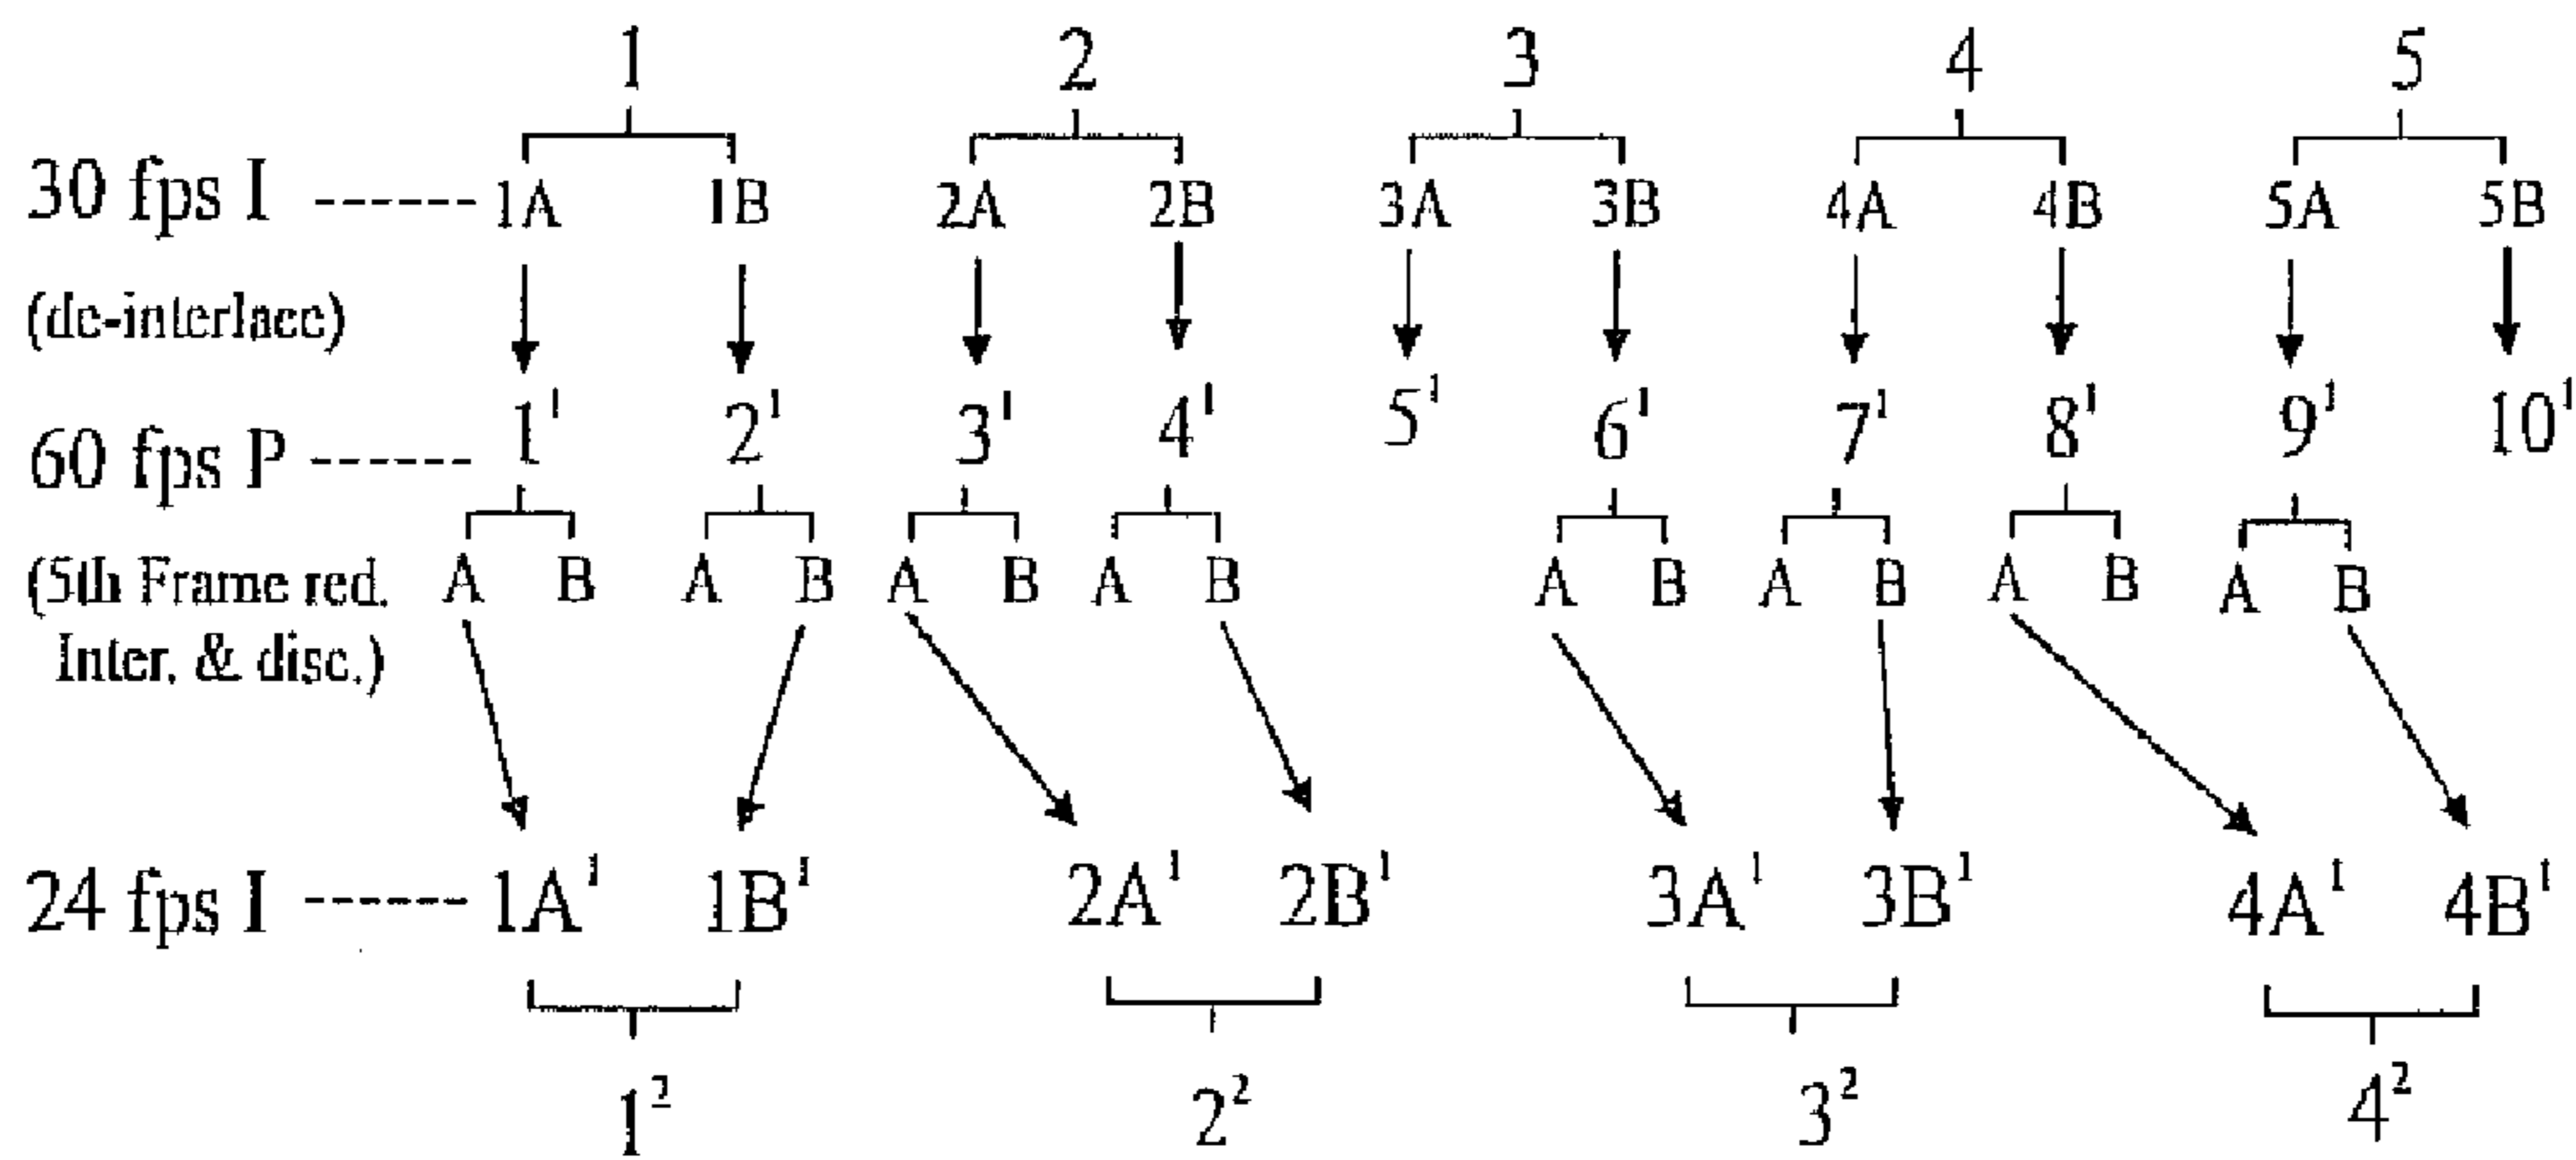 1 2 3 4 5
30 fps I ------ 1A 1B 2A 2B 3A 3B 4A 4B 5A 5B
(de-interlace)
60 fps P ------ 1¹ 2¹ 3¹ 4¹ 5¹ 6¹ 7¹ 8¹ 9¹ 10¹
(5th Frame red. A B A B A B A B A B A B A B A B
Inter. & disc.)
24 fps I ------ 1A¹ 1B¹ 2A¹ 2B¹ 3A¹ 3B¹ 4A¹ 4B¹
1² 2² 3² 4²